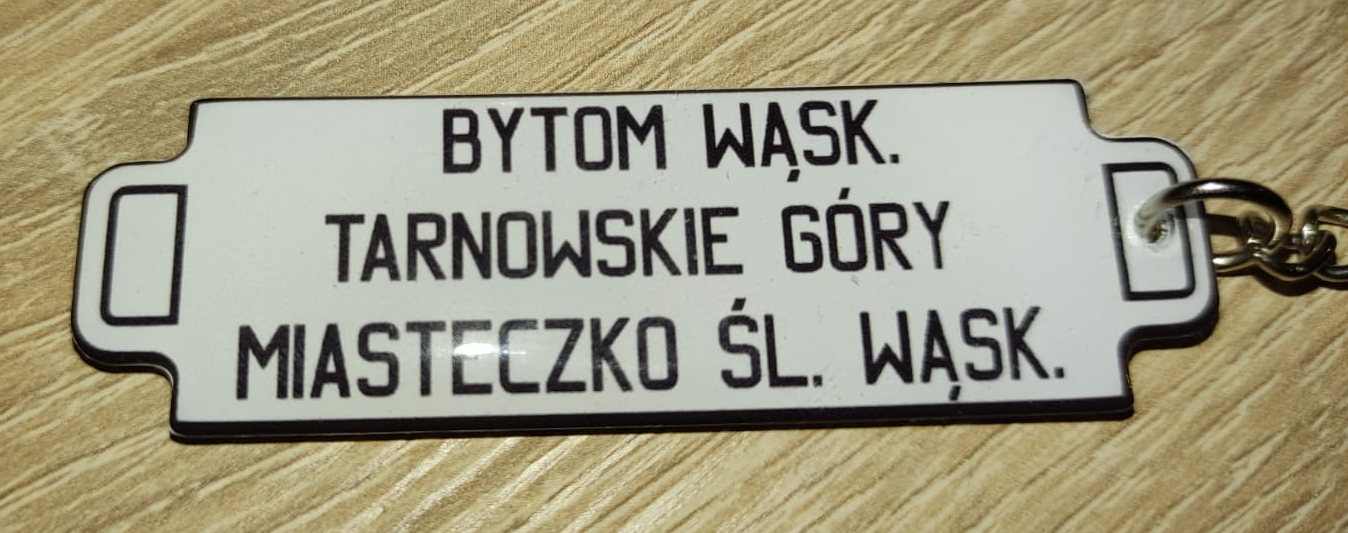 BYTOM WĄSK.
TARNOWSKIE GÓRY
MIASTECZKO ŚL. WĄSK.